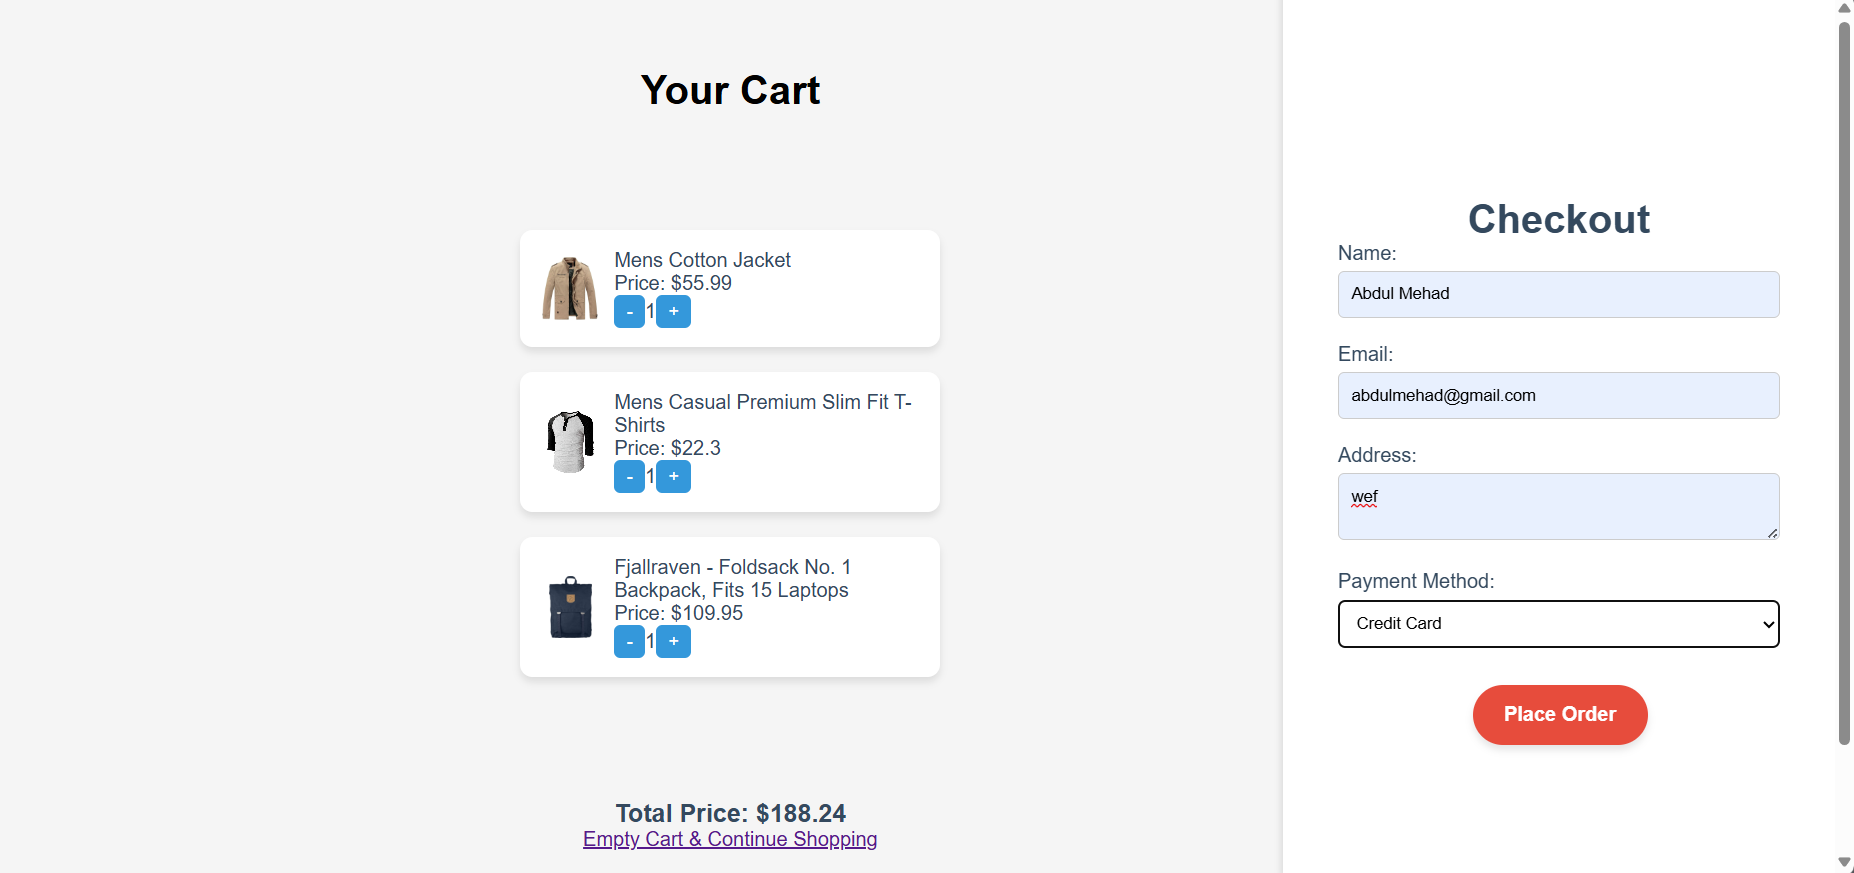 Your Cart
Mens Cotton Jacket
Price: $55.99
- 1 +
Mens Casual Premium Slim Fit T-
Shirts
Price: $22.3
- 1 +
Fjallraven - Foldsack No. 1
Backpack, Fits 15 Laptops
Price: $109.95
- 1 +
Total Price: $188.24
Empty Cart & Continue Shopping
Checkout
Name:
Abdul Mehad
Email:
abdulmehad@gmail.com
Address:
wef
Payment Method:
Credit Card
Place Order